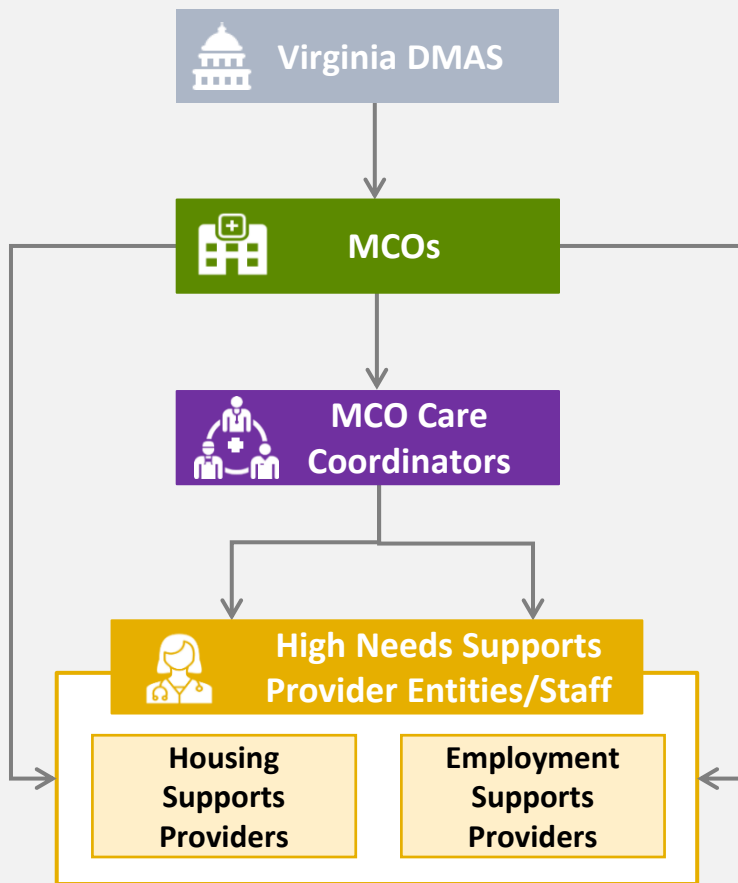 Virginia DMAS
MCOs
MCO Care
Coordinators
High Needs Supports
Provider Entities/Staff
Housing
Supports
Providers
Employment
Supports
Providers